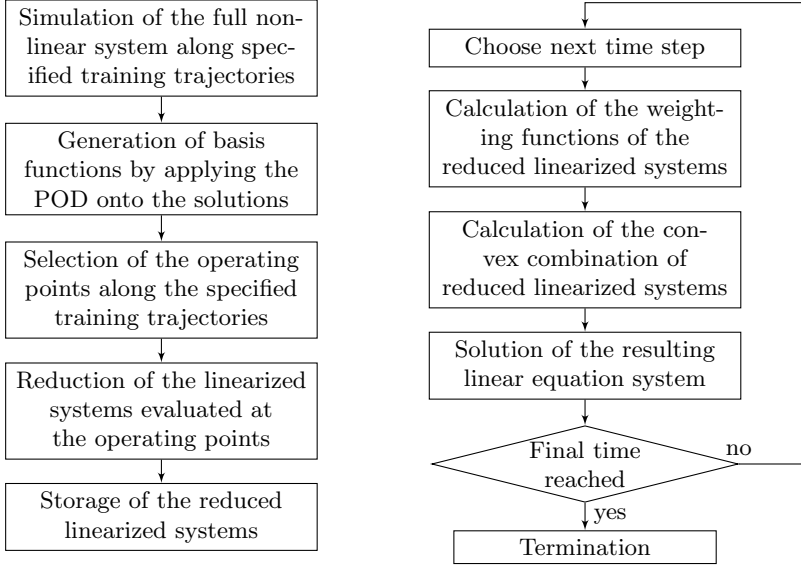 Simulation of the full non-
linear system along spec-
ified training trajectories
Generation of basis
functions by applying the
POD onto the solutions
Selection of the operating
points along the specified
training trajectories
Reduction of the linearized
systems evaluated at
the operating points
Storage of the reduced
linearized systems
Choose next time step
Calculation of the weight-
ing functions of the
reduced linearized systems
Calculation of the con-
vex combination of
reduced linearized systems
Solution of the resulting
linear equation system
Final time
reached
no
yes
Termination